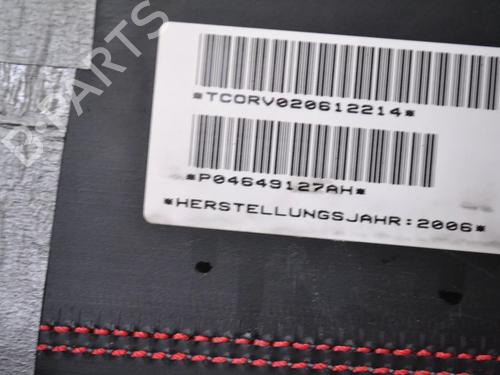 *TCORV020612214*
*P04649127AH*
*HERSTELLUNGSJAHR:2006*
B-PARTS